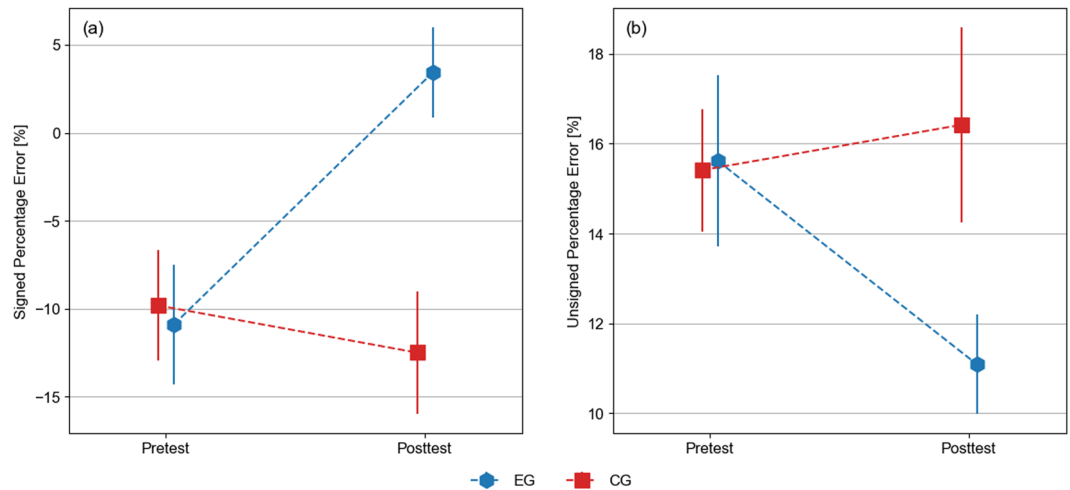 (a)
Signed Percentage Error [%]
5
0
−5
−10
−15
Pretest
Posttest
(b)
Unsigned Percentage Error [%]
18
16
14
12
10
Pretest
Posttest
EG
CG